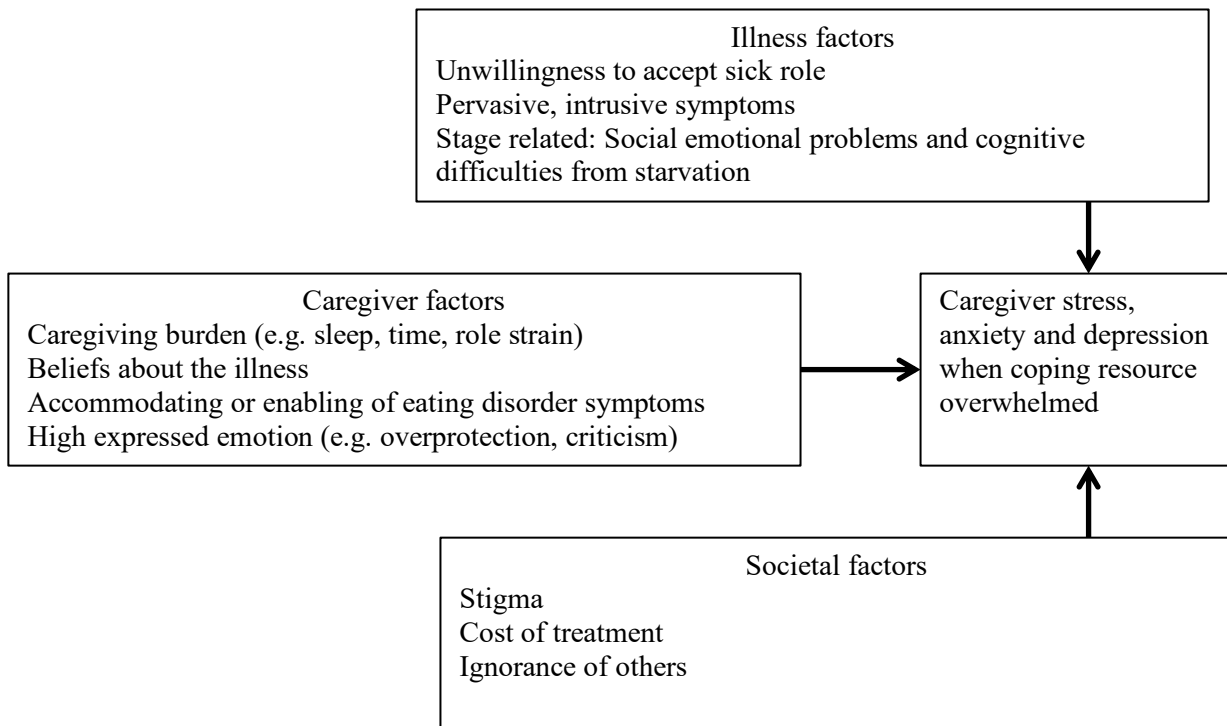 Illness factors
Unwillingness to accept sick role
Pervasive, intrusive symptoms
Stage related: Social emotional problems and cognitive
difficulties from starvation
Caregiver factors
Caregiving burden (e.g. sleep, time, role strain)
Beliefs about the illness
Accommodating or enabling of eating disorder symptoms
High expressed emotion (e.g. overprotection, criticism)
Caregiver stress,
anxiety and depression
when coping resource
overwhelmed
Societal factors
Stigma
Cost of treatment
Ignorance of others